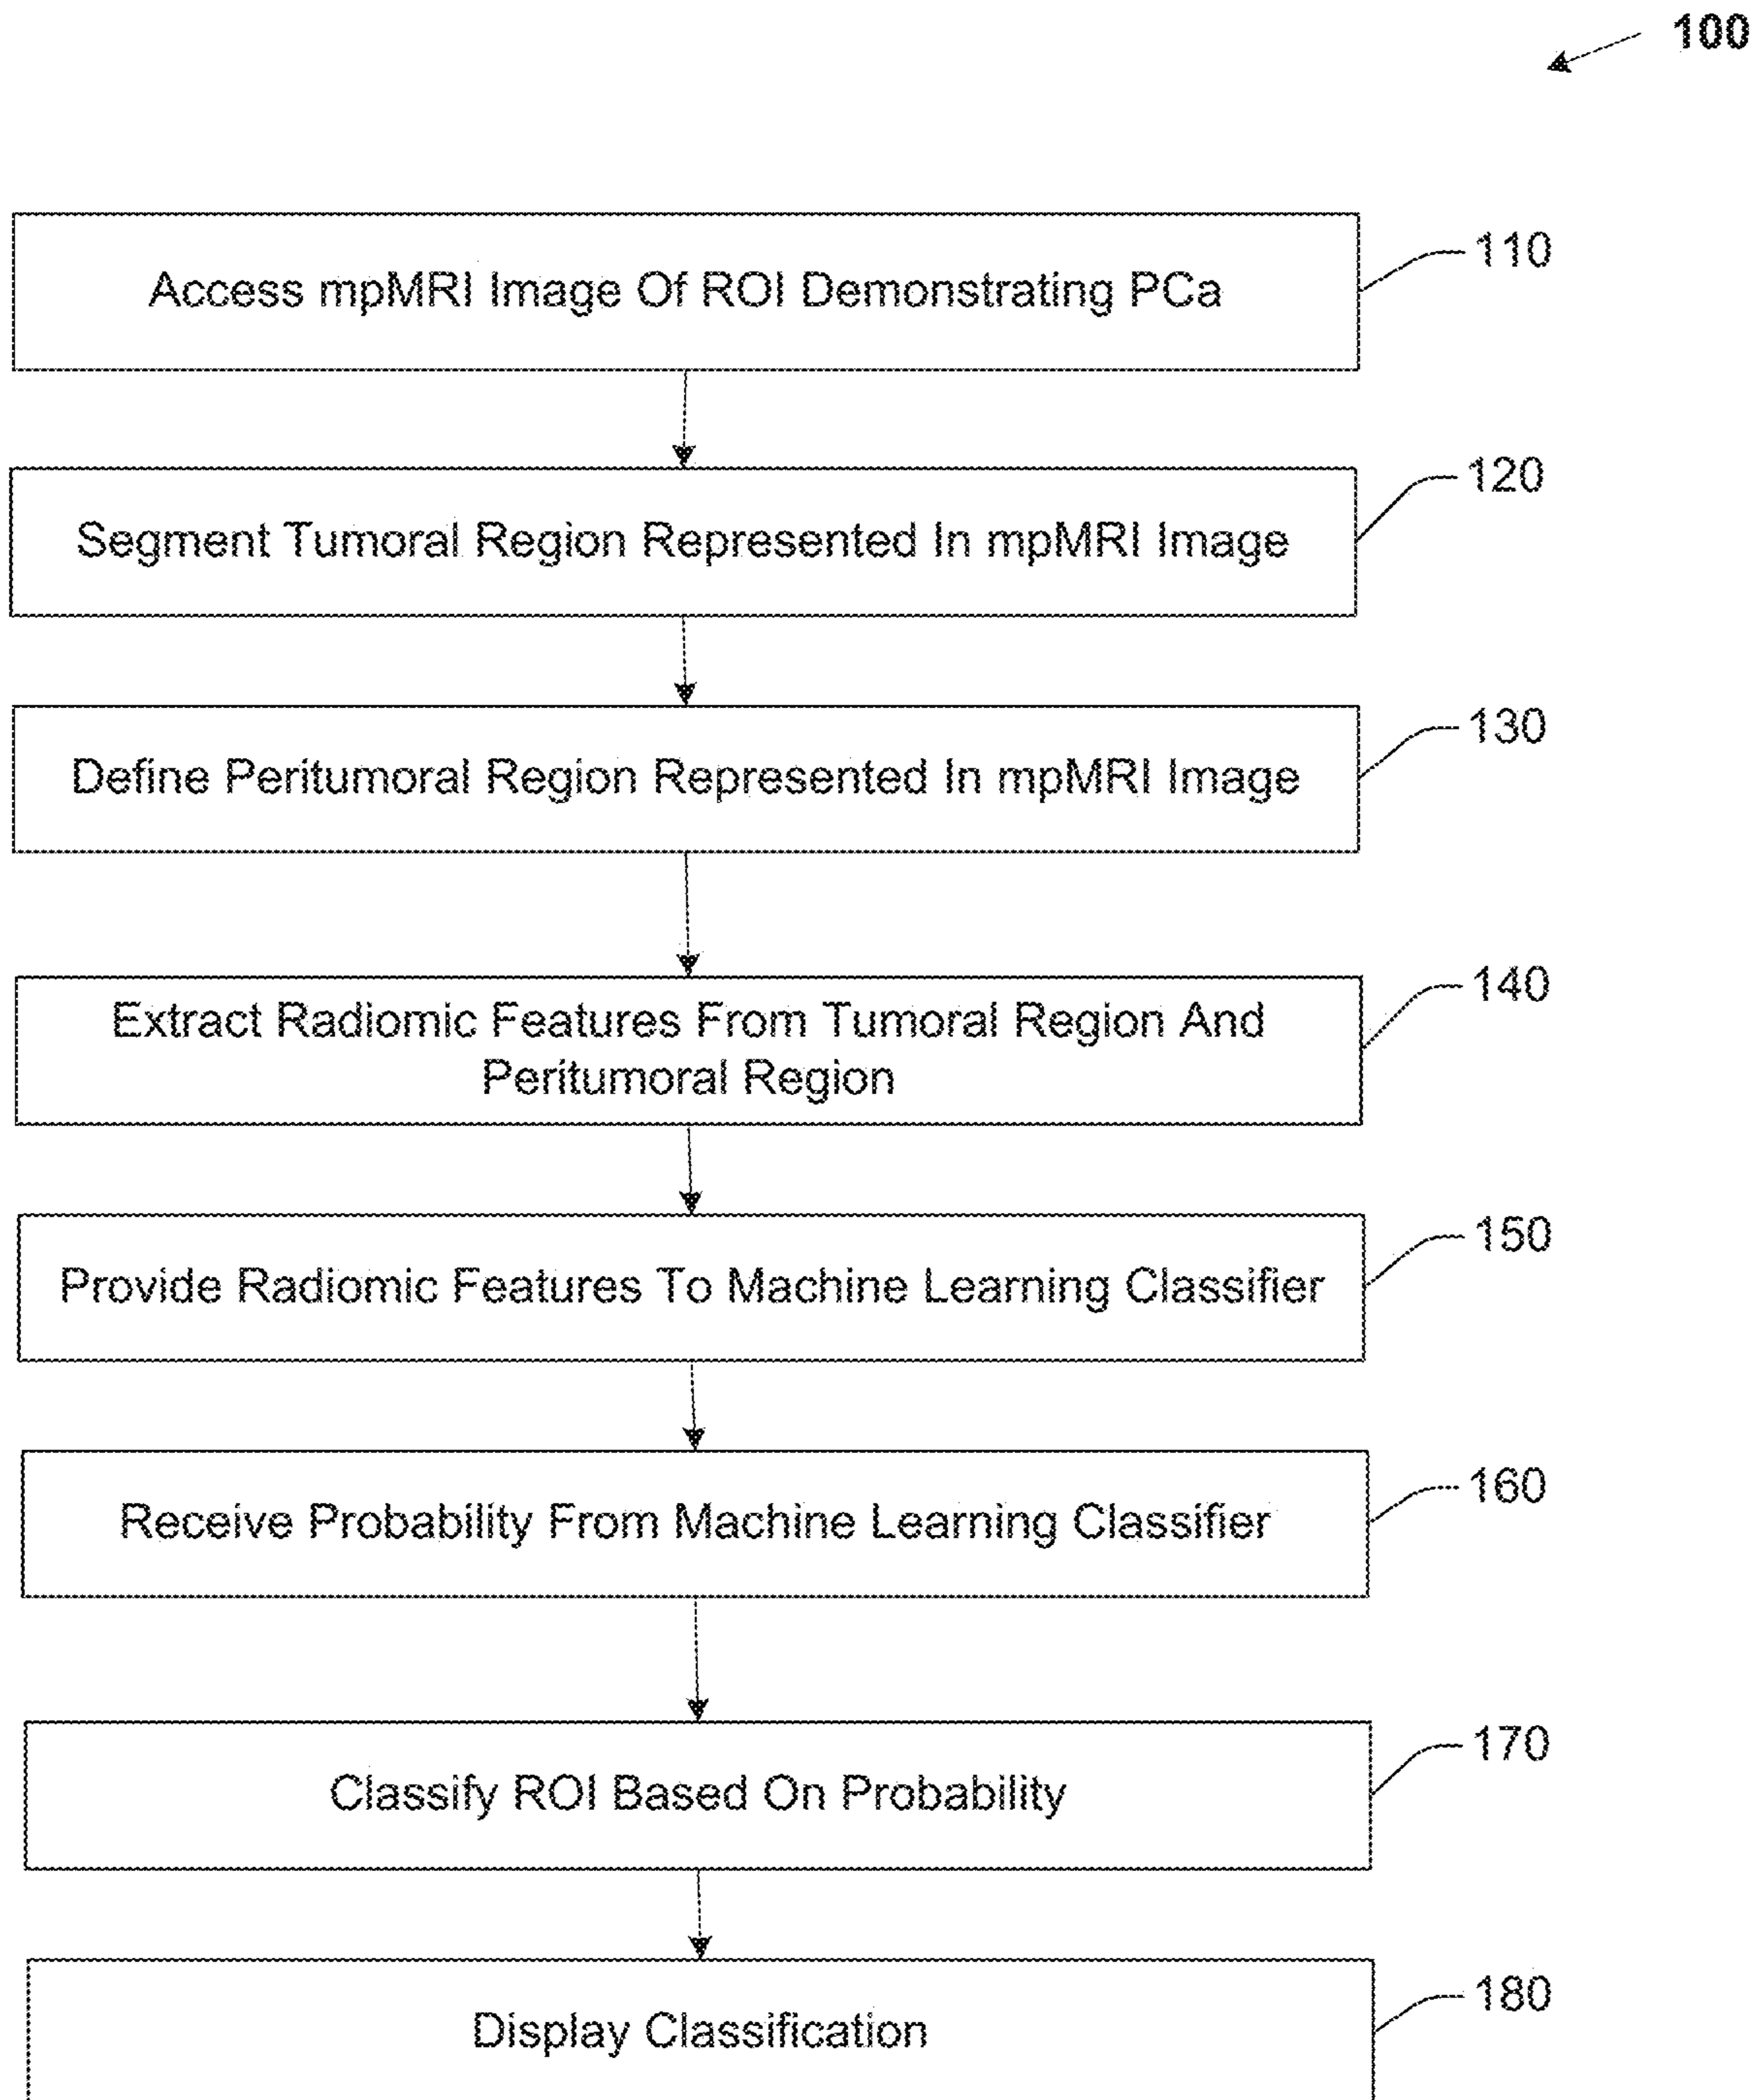 100
Access mpMRI Image Of ROI Demonstrating PCa
110
Segment Tumoral Region Represented In mpMRI Image
120
Define Peritumoral Region Represented In mpMRI Image
130
Extract Radiomic Features From Tumoral Region And
Peritumoral Region
140
Provide Radiomic Features To Machine Learning Classifier
150
Receive Probability From Machine Learning Classifier
160
Classify ROI Based On Probability
170
Display Classification
180